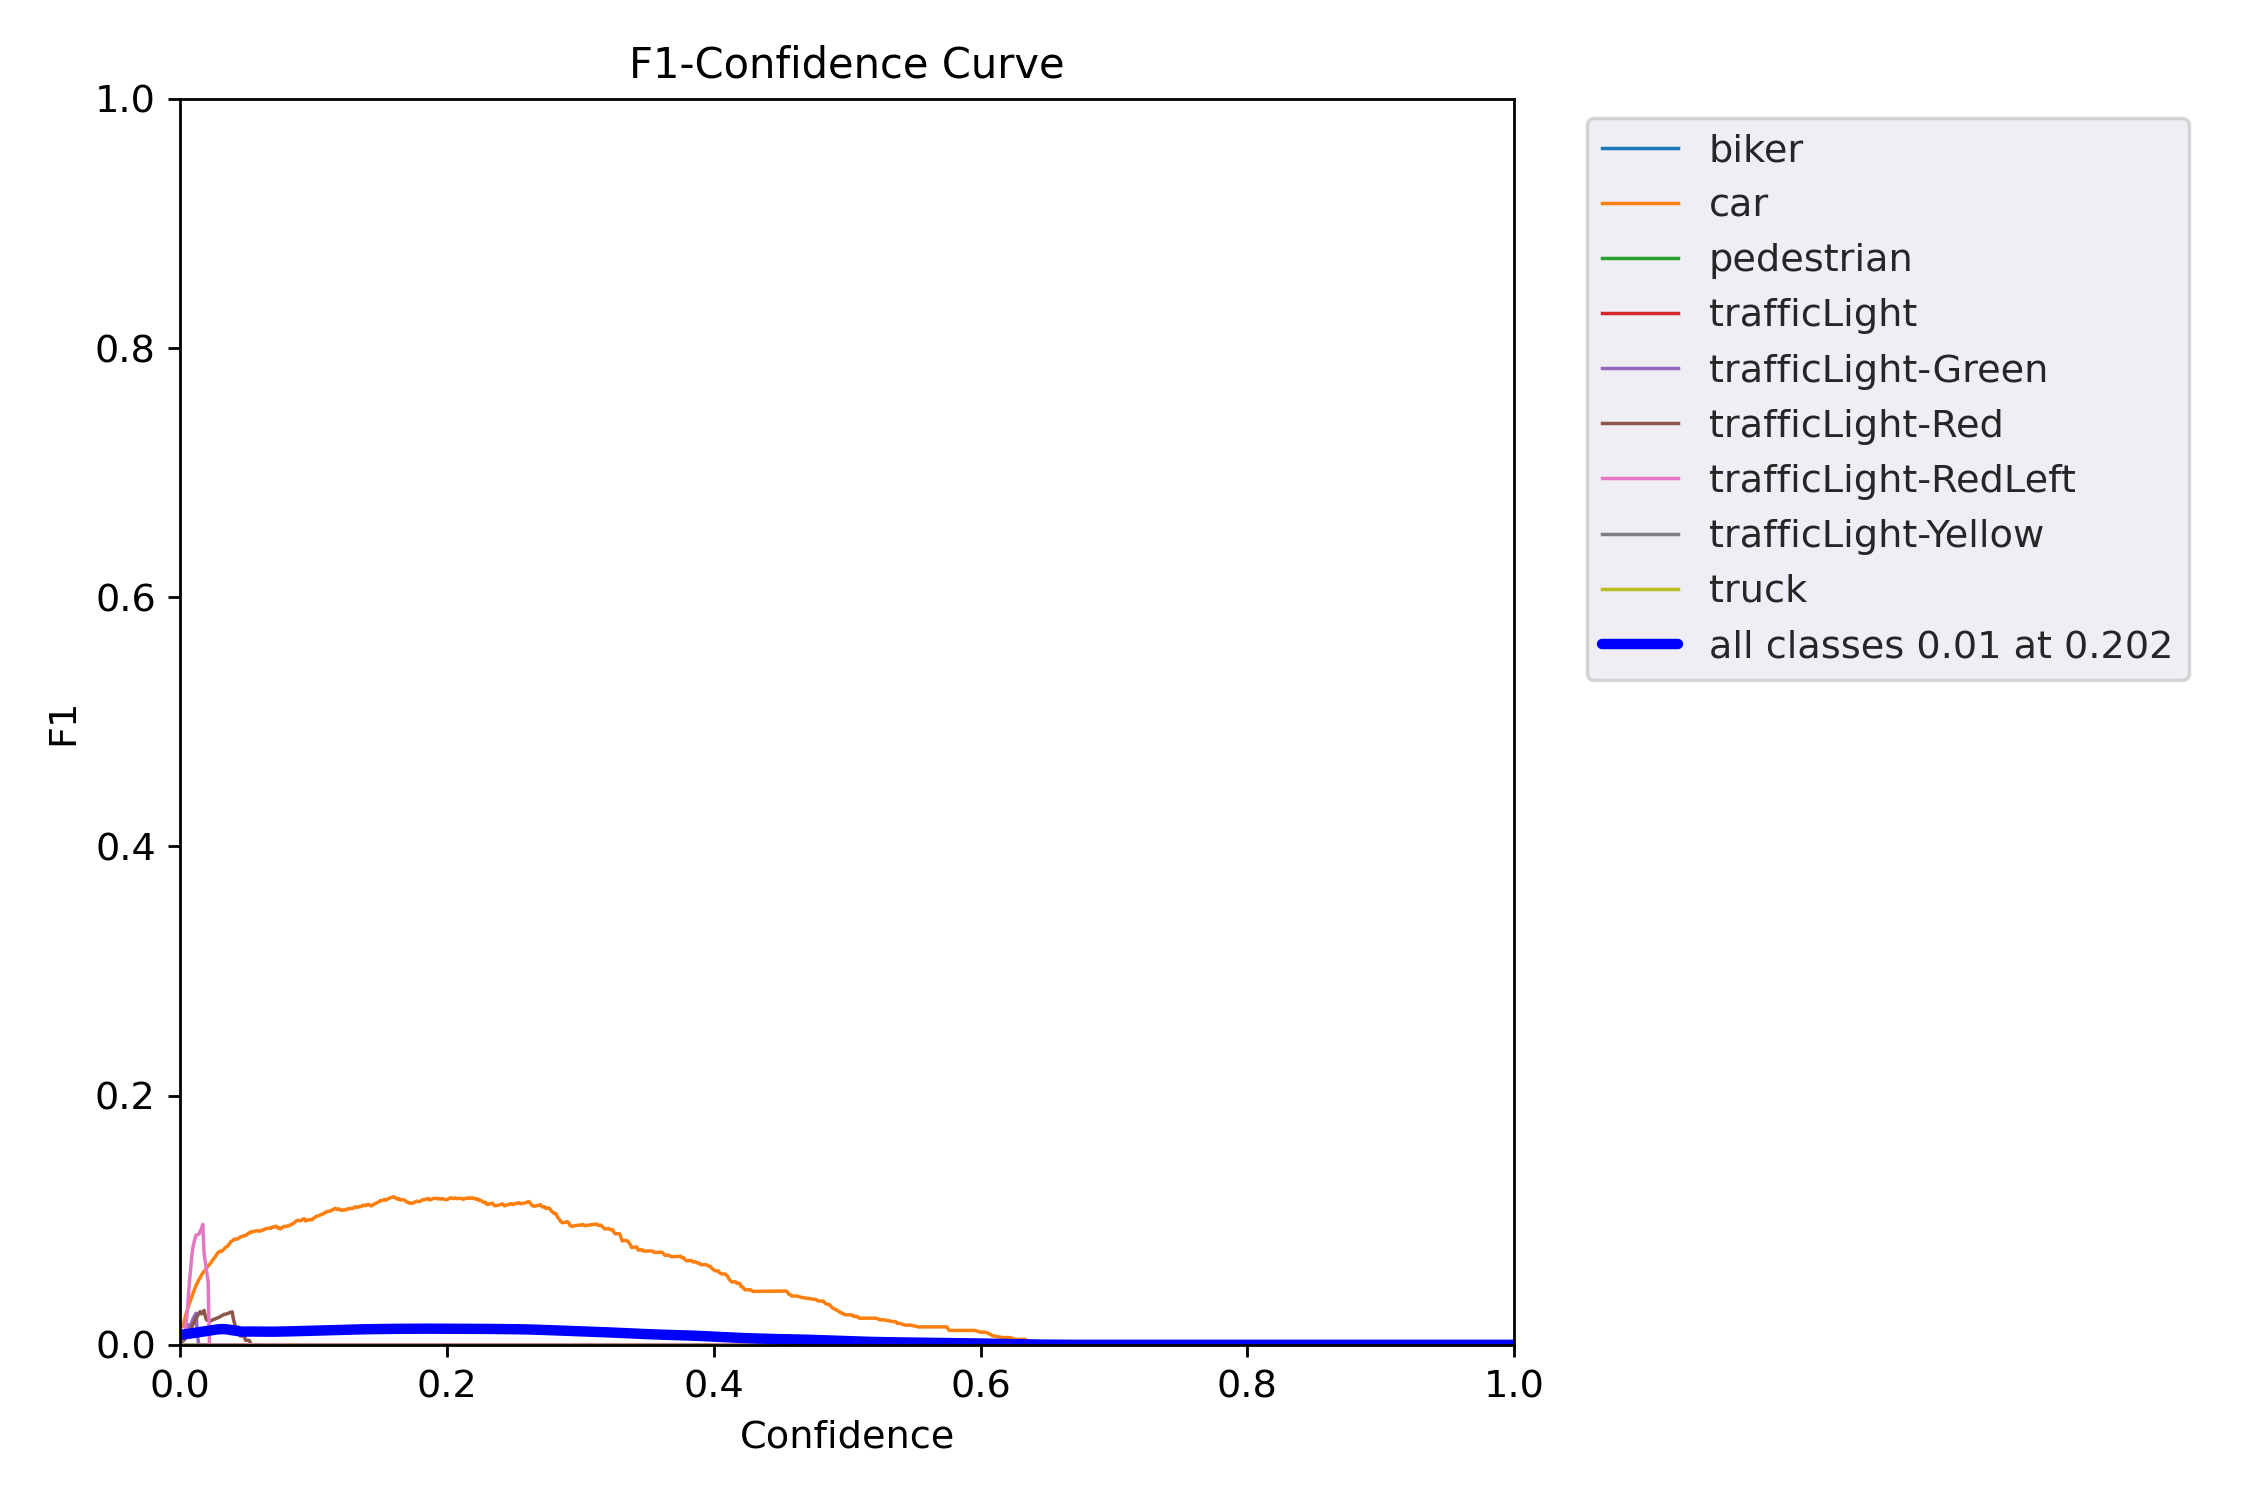 F1-Confidence Curve
1.0
0.8
0.6
0.4
0.2
0.0
F1
0.0 0.2 0.4 0.6 0.8 1.0
Confidence
biker
car
pedestrian
trafficLight
trafficLight-Green
trafficLight-Red
trafficLight-RedLeft
trafficLight-Yellow
truck
all classes 0.01 at 0.202